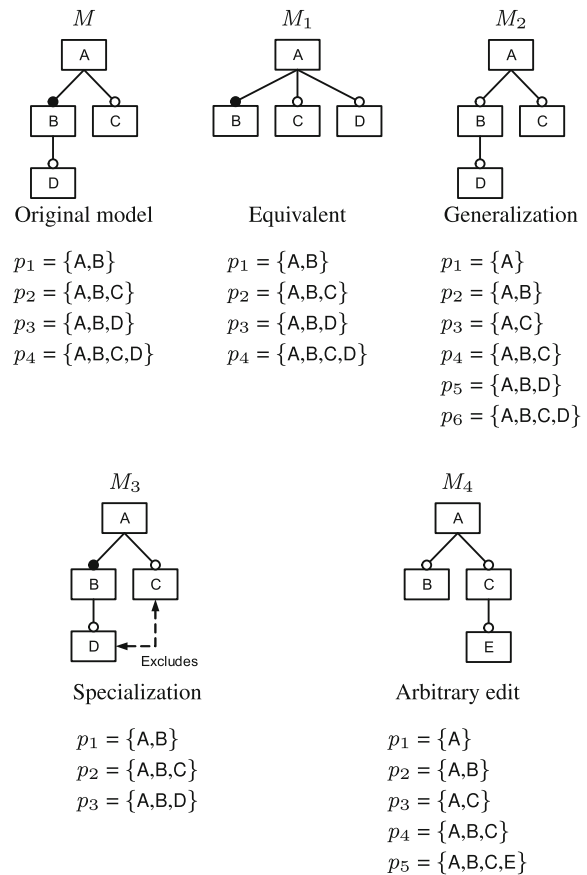 M
A
B
C
D
Original model
p1 = {A,B}
p2 = {A,B,C}
p3 = {A,B,D}
p4 = {A,B,C,D}
M1
A
B
C
D
Equivalent
p1 = {A,B}
p2 = {A,B,C}
p3 = {A,B,D}
p4 = {A,B,C,D}
M2
A
B
C
D
Generalization
p1 = {A}
p2 = {A,B}
p3 = {A,C}
p4 = {A,B,C}
p5 = {A,B,D}
p6 = {A,B,C,D}
M3
A
B
C
D
Excludes
Specialization
p1 = {A,B}
p2 = {A,B,C}
p3 = {A,B,D}
M4
A
B
C
E
Arbitrary edit
p1 = {A}
p2 = {A,B}
p3 = {A,C}
p4 = {A,B,C}
p5 = {A,B,C,E}